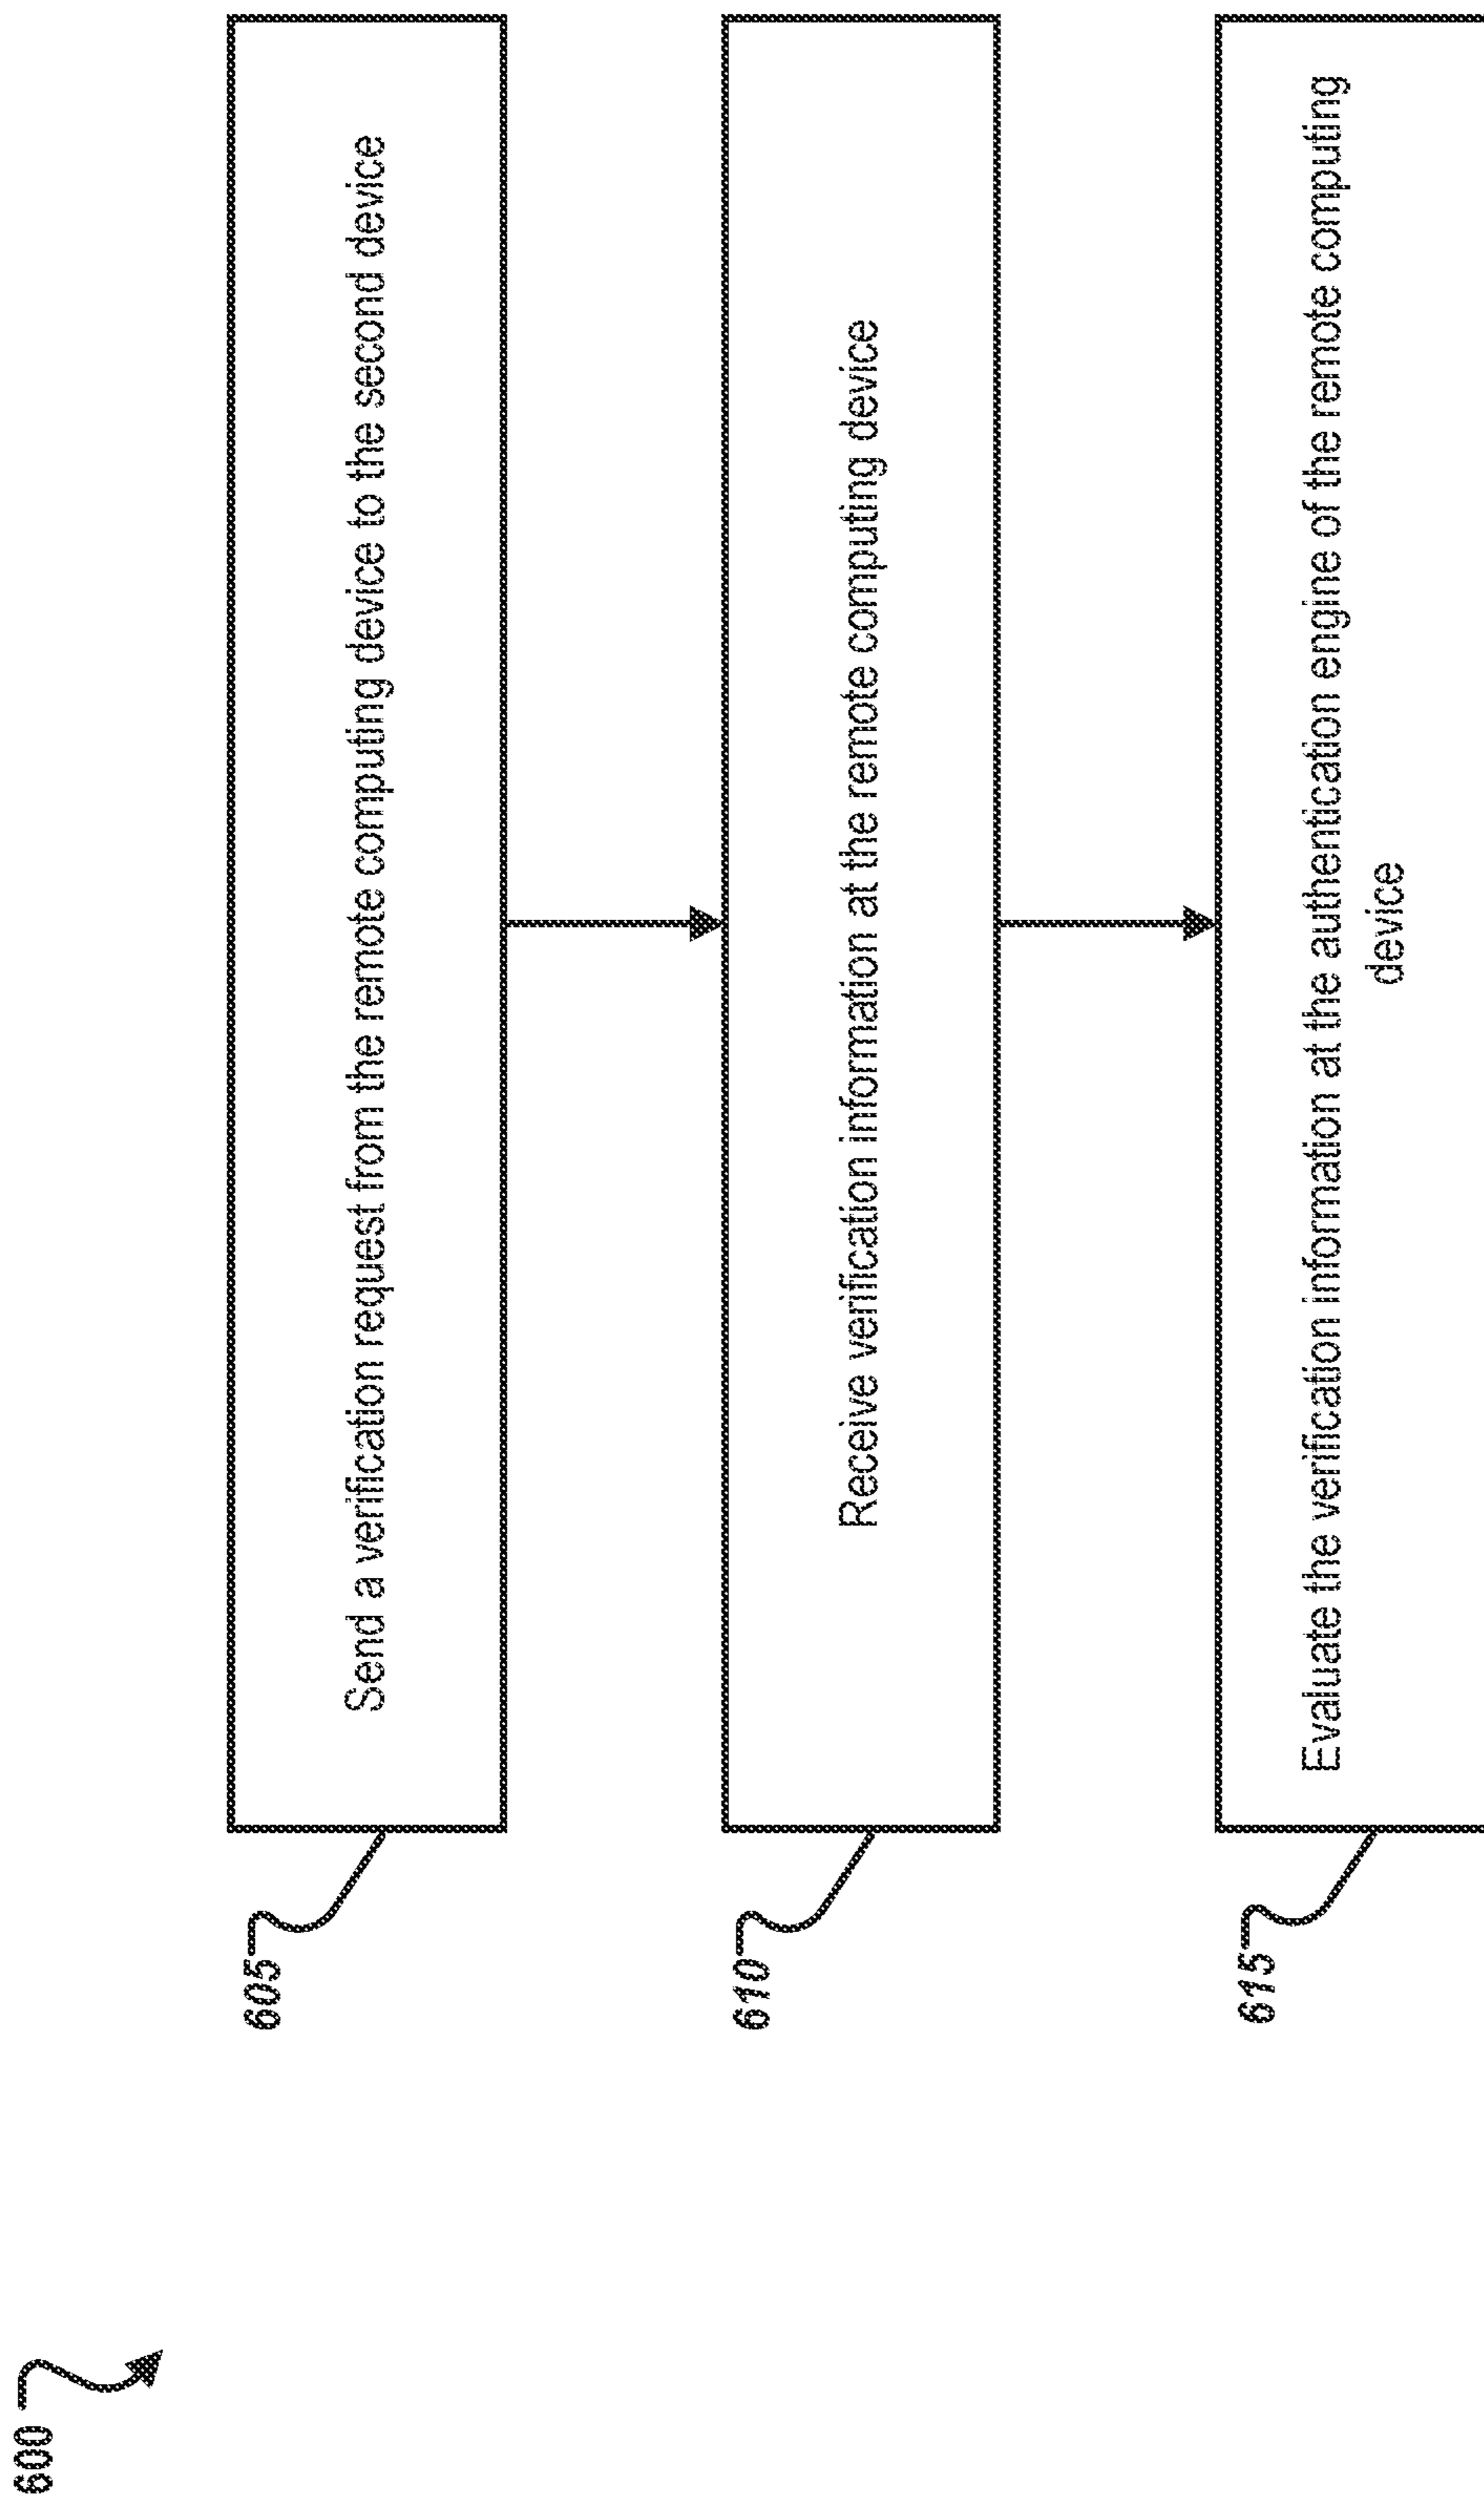 600
605
Send a verification request from the remote computing device to the second device
610
Receive verification information at the remote computing device
615
Evaluate the verification information at the authentication engine of the remote computing
device